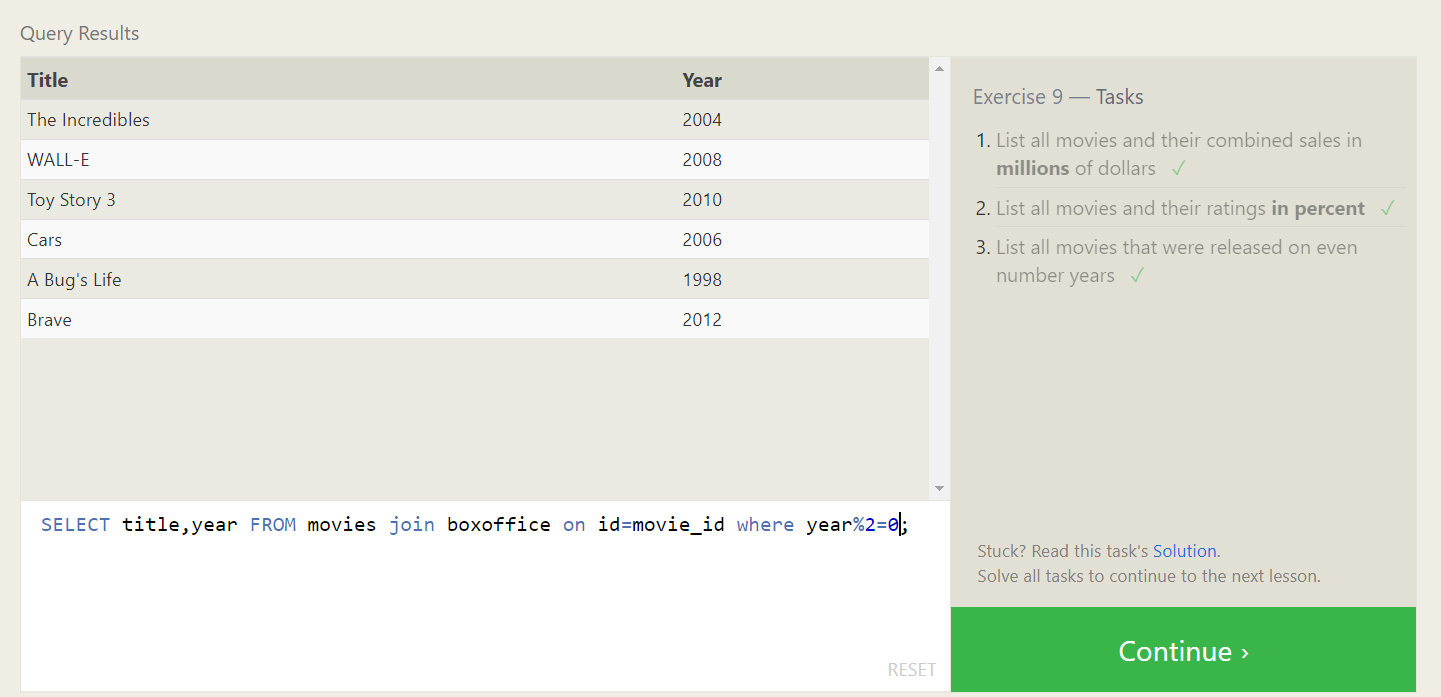 Query Results
Title Year
The Incredibles 2004
WALL-E 2008
Toy Story 3 2010
Cars 2006
A Bug's Life 1998
Brave 2012
SELECT title,year FROM movies join boxoffice on id=movie_id where year%2=0;
RESET
Exercise 9 — Tasks
1. List all movies and their combined sales in
millions of dollars ✓
2. List all movies and their ratings in percent ✓
3. List all movies that were released on even
number years ✓
Stuck? Read this task's Solution.
Solve all tasks to continue to the next lesson.
Continue ›